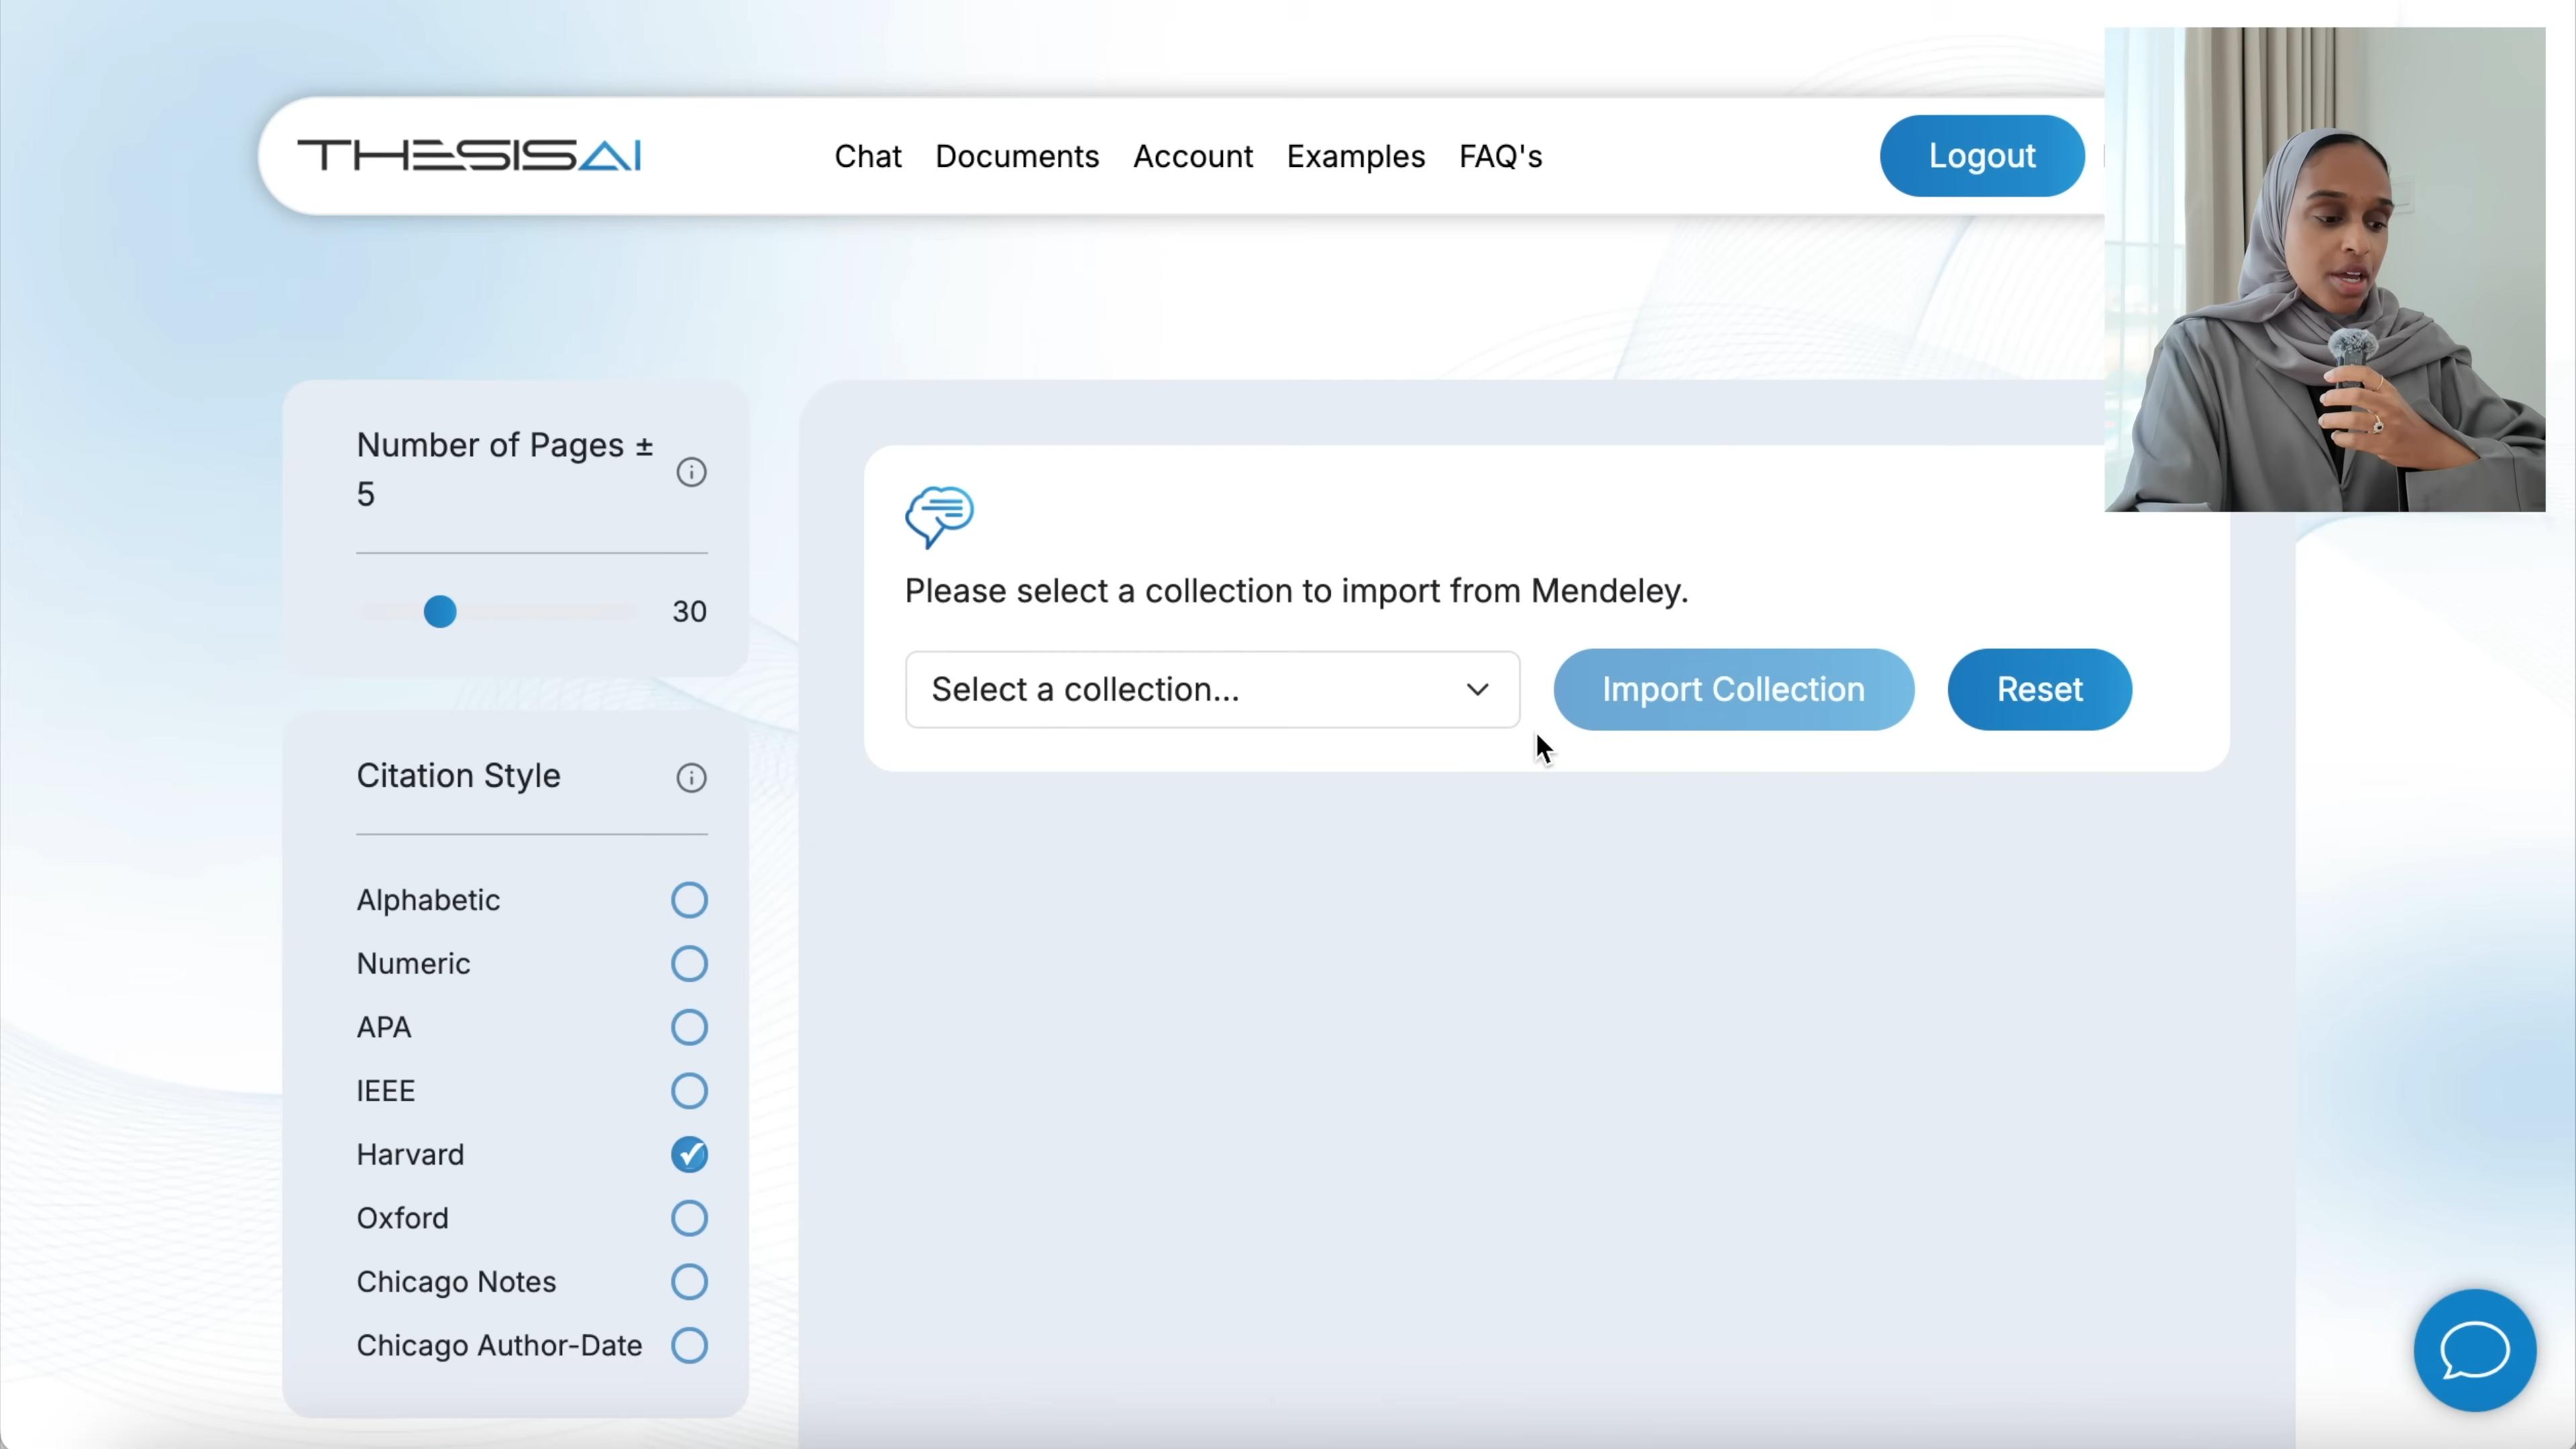 THESISAI
Chat Documents Account Examples FAQ's
Logout
Number of Pages ±
5
30
Citation Style
Alphabetic
Numeric
APA
IEEE
Harvard
Oxford
Chicago Notes
Chicago Author-Date
Please select a collection to import from Mendeley.
Select a collection...
Import Collection
Reset